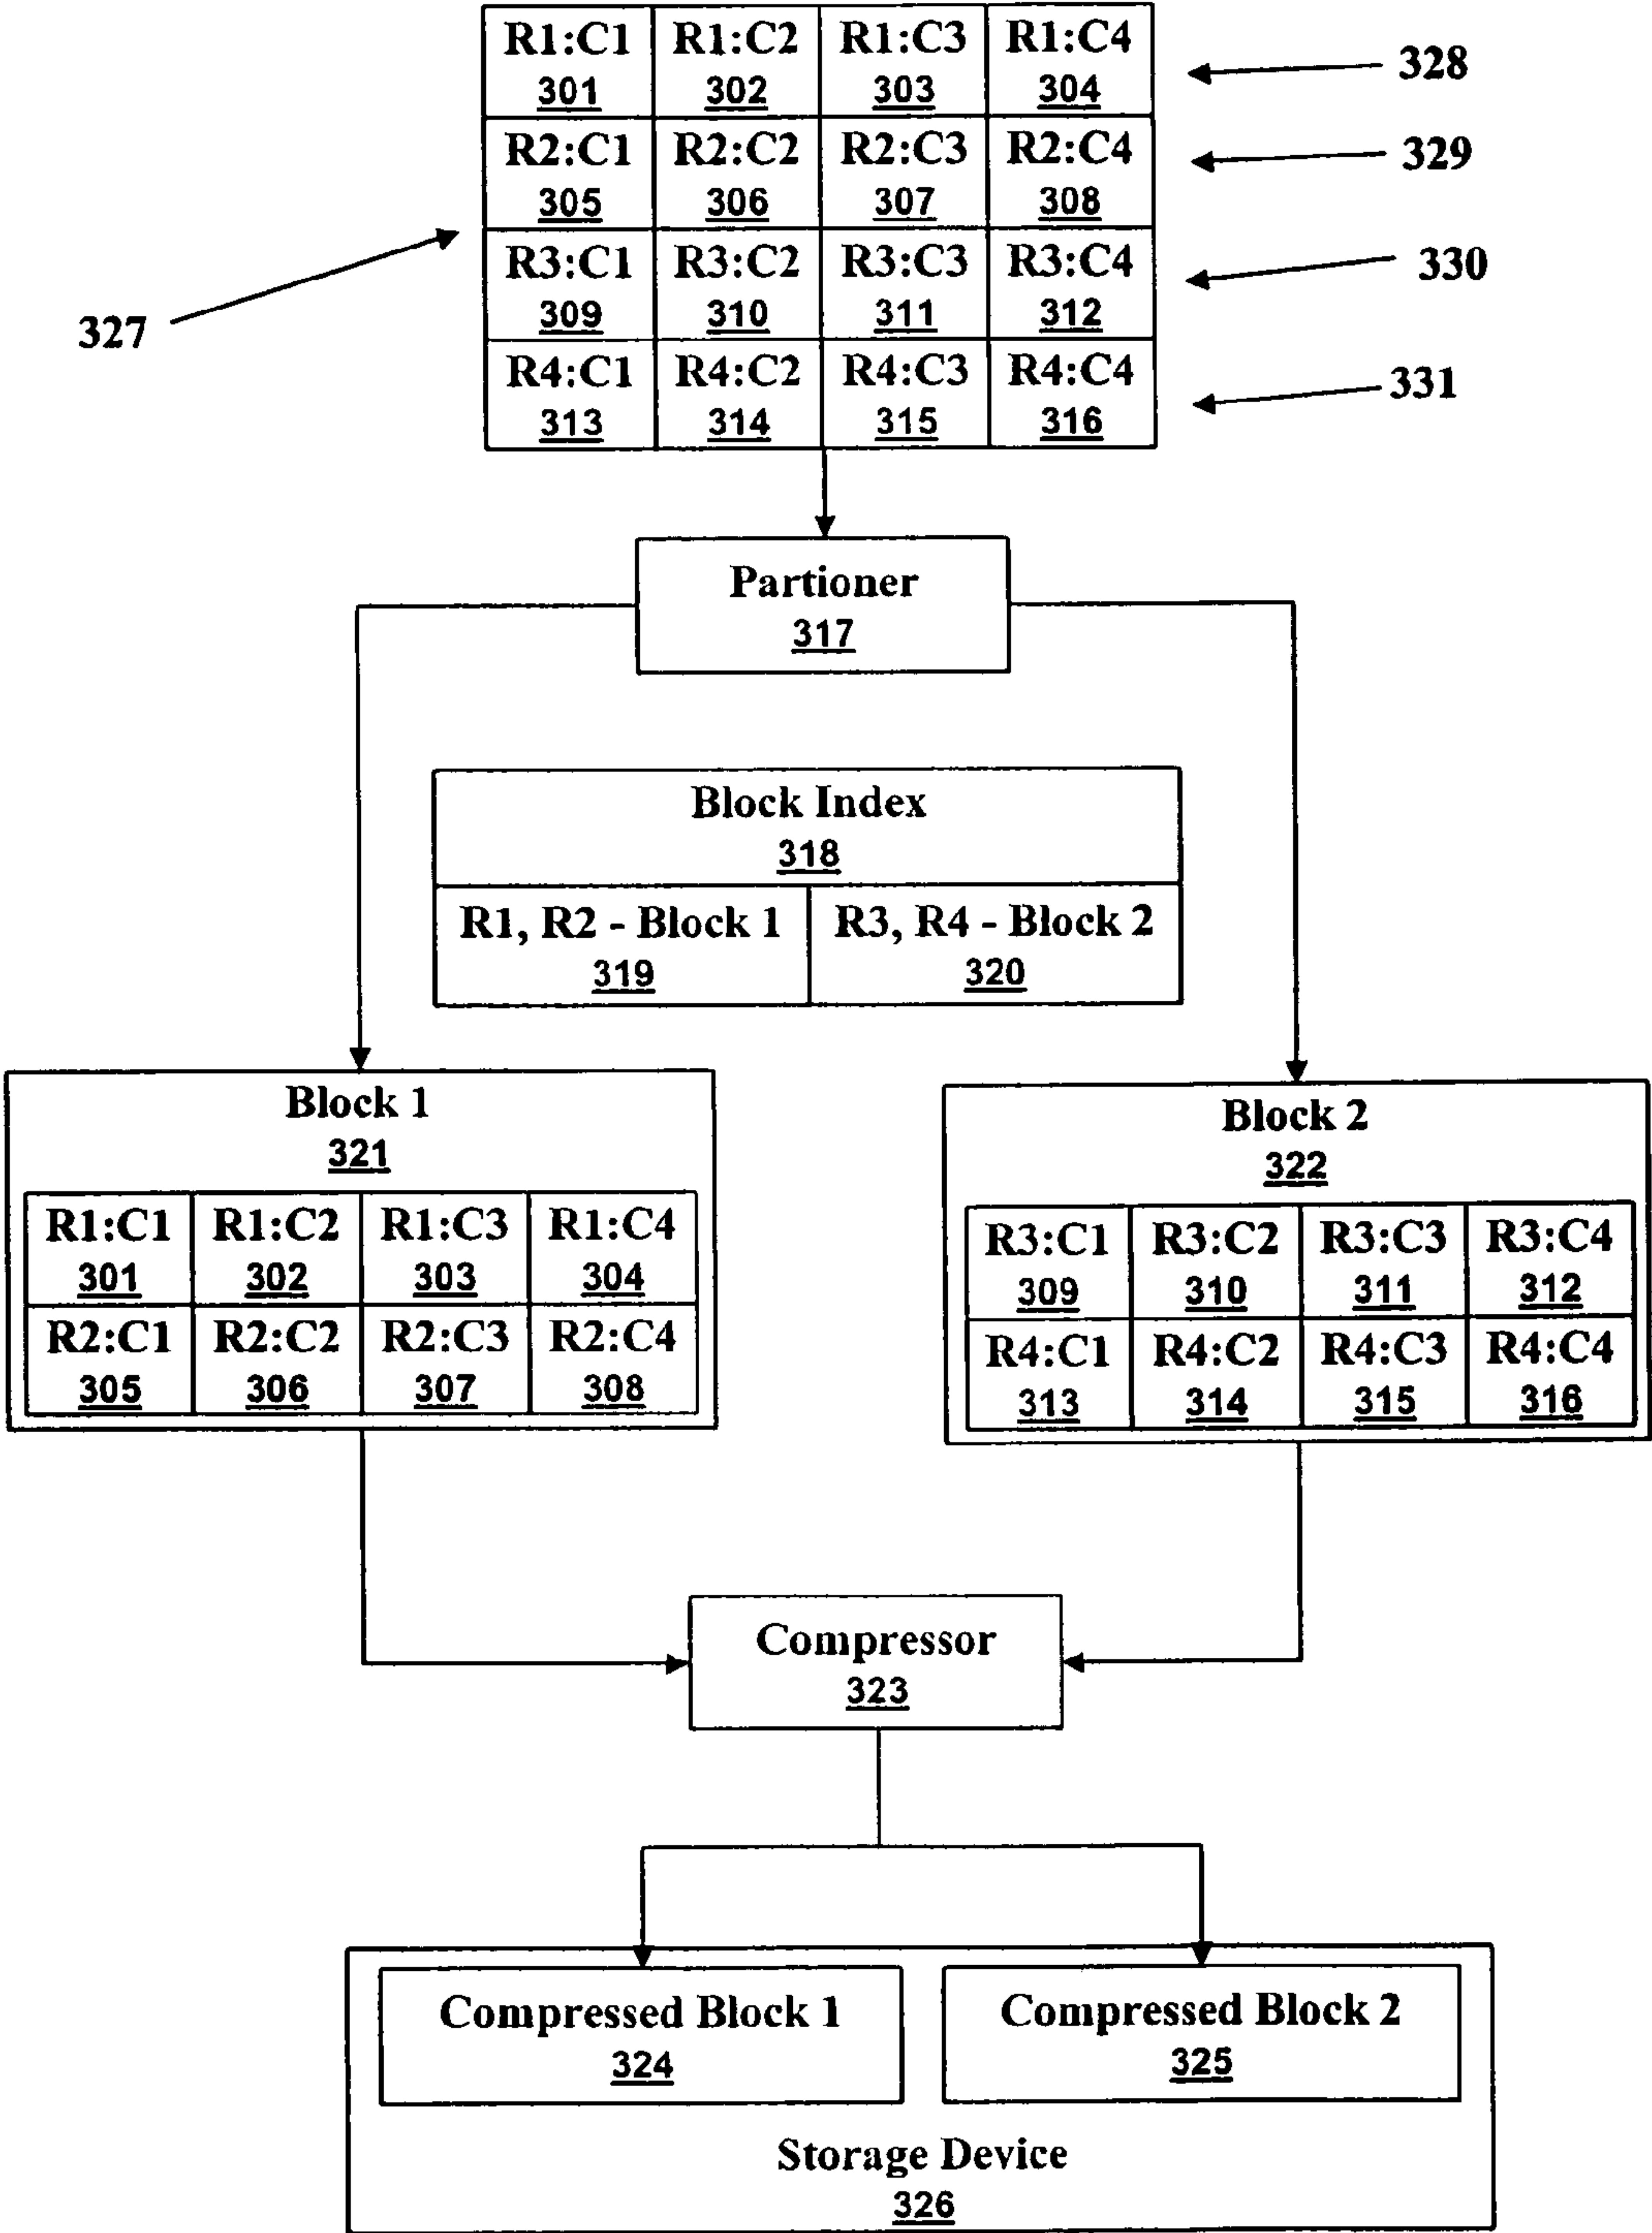 R1:C1 R1:C2 R1:C3 R1:C4
301 302 303 304
328
R2:C1 R2:C2 R2:C3 R2:C4
305 306 307 308
329
R3:C1 R3:C2 R3:C3 R3:C4
309 310 311 312
330
327
R4:C1 R4:C2 R4:C3 R4:C4
313 314 315 316
331
Partioner
317
Block Index
318
R1, R2 - Block 1
319
R3, R4 - Block 2
320
Block 1
321
R1:C1 R1:C2 R1:C3 R1:C4
301 302 303 304
R2:C1 R2:C2 R2:C3 R2:C4
305 306 307 308
Block 2
322
R3:C1 R3:C2 R3:C3 R3:C4
309 310 311 312
R4:C1 R4:C2 R4:C3 R4:C4
313 314 315 316
Compressor
323
Compressed Block 1
324
Compressed Block 2
325
Storage Device
326